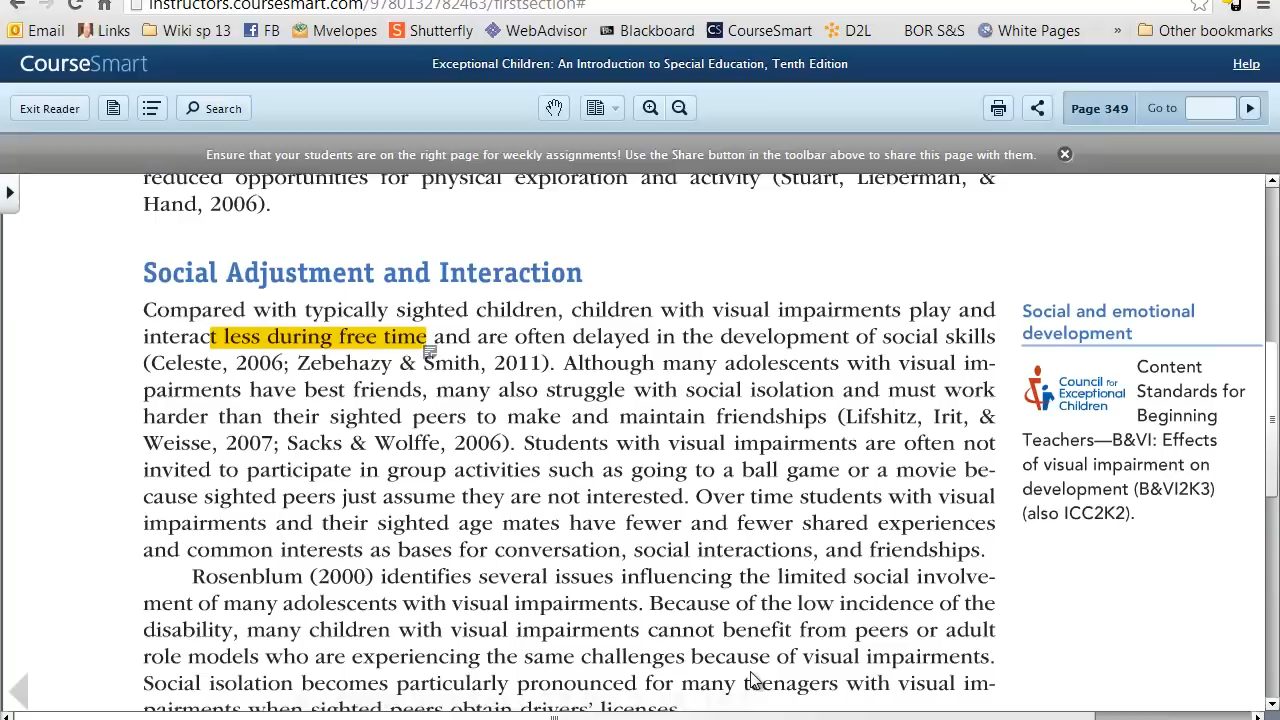 instructors.coursesmart.com/9780132782463/firstsection#
Email Links Wiki sp 13 FB Mvelopes Shutterfly WebAdvisor Bb Blackboard CS CourseSmart D2L BOR S&S White Pages » Other bookmarks
CourseSmart Exceptional Children: An Introduction to Special Education, Tenth Edition Help
Exit Reader Search Page 349 Go to
Ensure that your students are on the right page for weekly assignments! Use the Share button in the toolbar above to share this page with them.
reduced opportunities for physical exploration and activity (Stuart, Lieberman, &
Hand, 2006).
Social Adjustment and Interaction
Compared with typically sighted children, children with visual impairments play and
interact less during free time and are often delayed in the development of social skills
(Celeste, 2006; Zebehazy & Smith, 2011). Although many adolescents with visual im-
pairments have best friends, many also struggle with social isolation and must work
harder than their sighted peers to make and maintain friendships (Lifshitz, Irit, &
Weisse, 2007; Sacks & Wolffe, 2006). Students with visual impairments are often not
invited to participate in group activities such as going to a ball game or a movie be-
cause sighted peers just assume they are not interested. Over time students with visual
impairments and their sighted age mates have fewer and fewer shared experiences
and common interests as bases for conversation, social interactions, and friendships.
Rosenblum (2000) identifies several issues influencing the limited social involve-
ment of many adolescents with visual impairments. Because of the low incidence of the
disability, many children with visual impairments cannot benefit from peers or adult
role models who are experiencing the same challenges because of visual impairments.
Social isolation becomes particularly pronounced for many teenagers with visual im-
pairments when sighted peers obtain drivers' licenses.
Social and emotional
development
Council for
Exceptional
Children
Content
Standards for
Beginning
Teachers—B&VI: Effects
of visual impairment on
development (B&VI2K3)
(also ICC2K2).